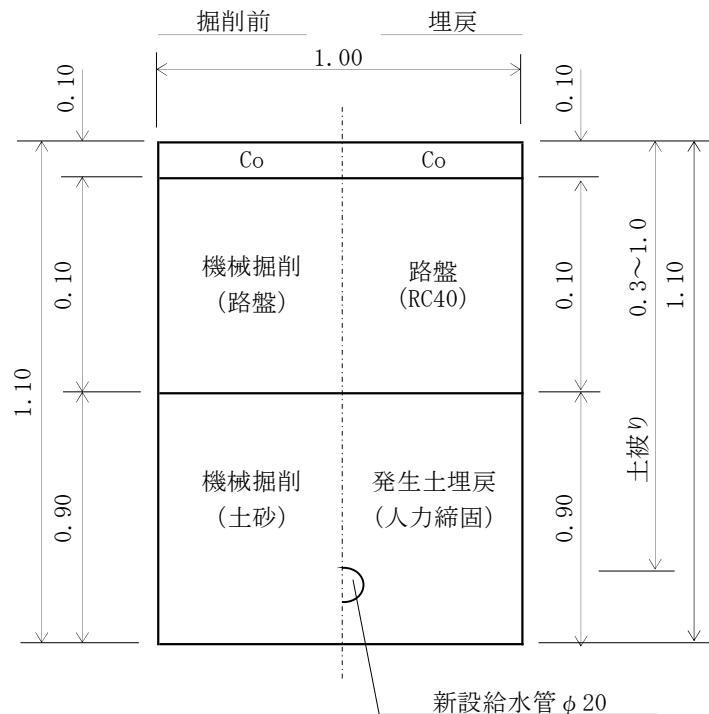 掘削前
埋戻
1.00
0.10
0.10
Co
Co
機械掘削
(路盤)
路盤
(RC40)
0.10
0.10
0.3～1.0
1.10
1.10
土被り
機械掘削
(土砂)
発生土埋戻
(人力締固)
0.90
0.90
新設給水管φ20